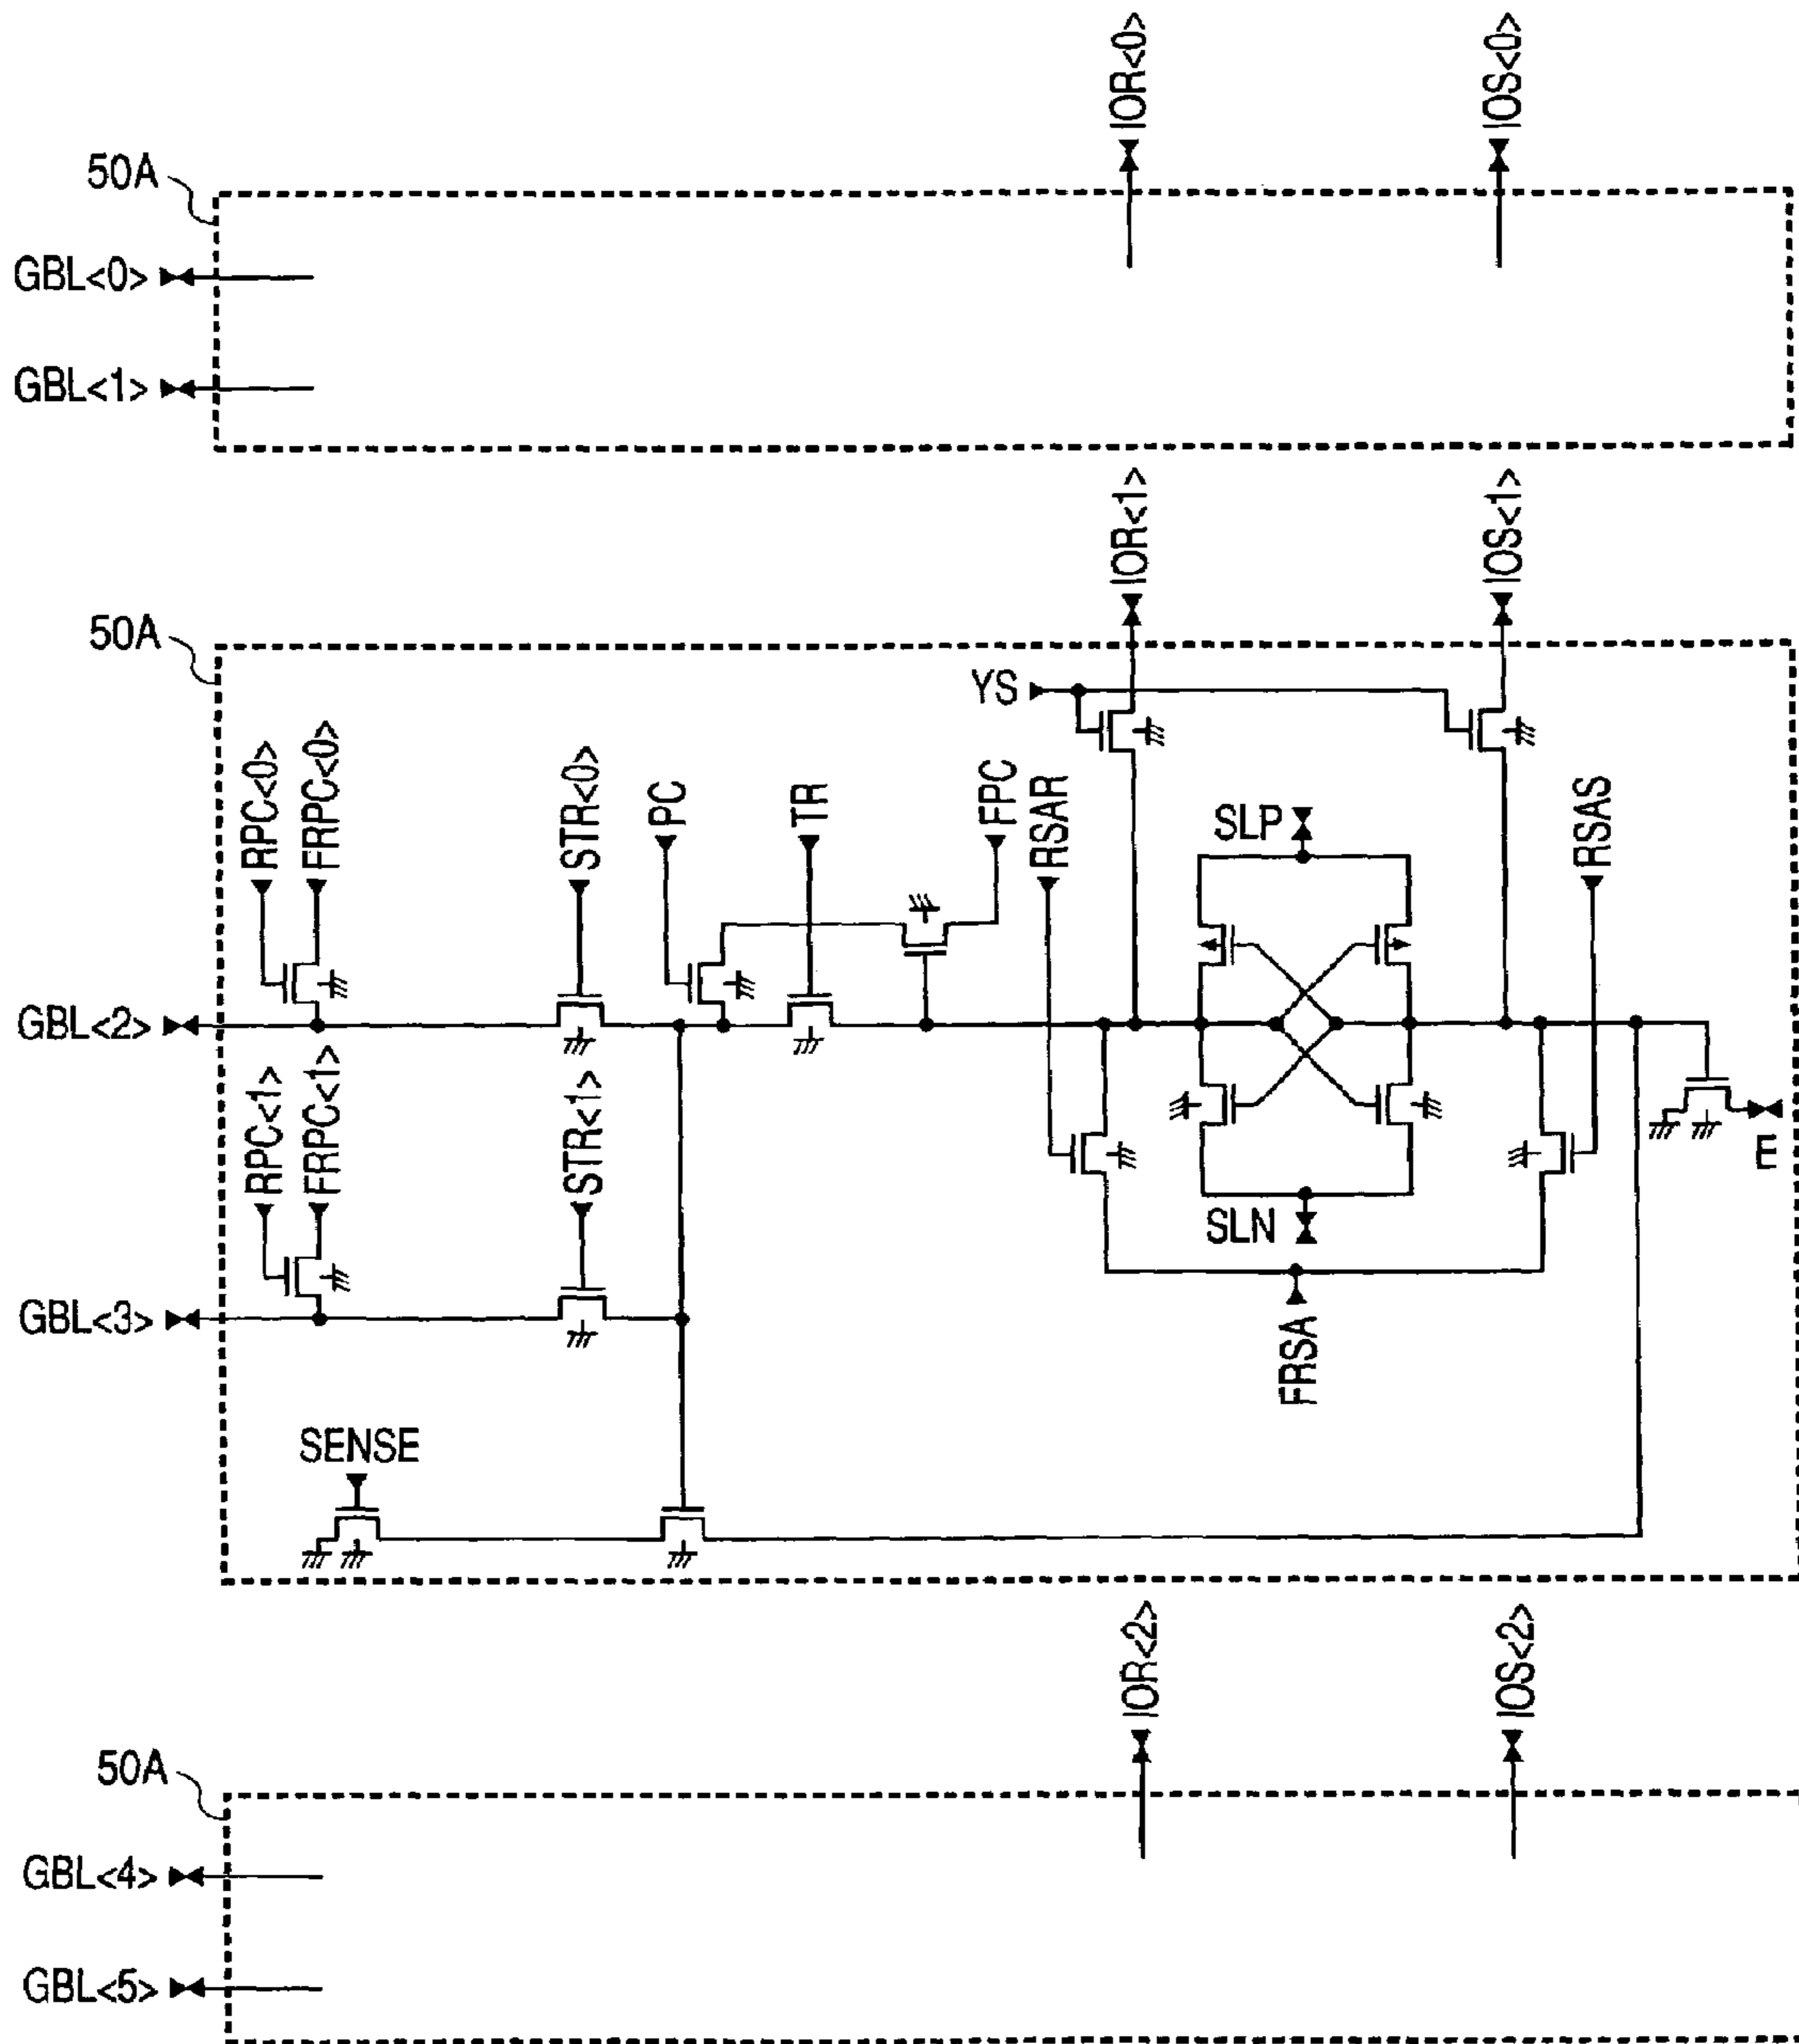 IOR<0>
IOS<0>
50A
GBL<0>
GBL<1>
IOR<1>
IOS<1>
50A
YS
RPC<0>
FRPC<0>
STR<0>
PC
TR
FPC
RSAR
SLP
RSAS
GBL<2>
RPC<1>
FRPC<1>
STR<1>
SLN
E
GBL<3>
FRSA
SENSE
IOR<2>
IOS<2>
50A
GBL<4>
GBL<5>